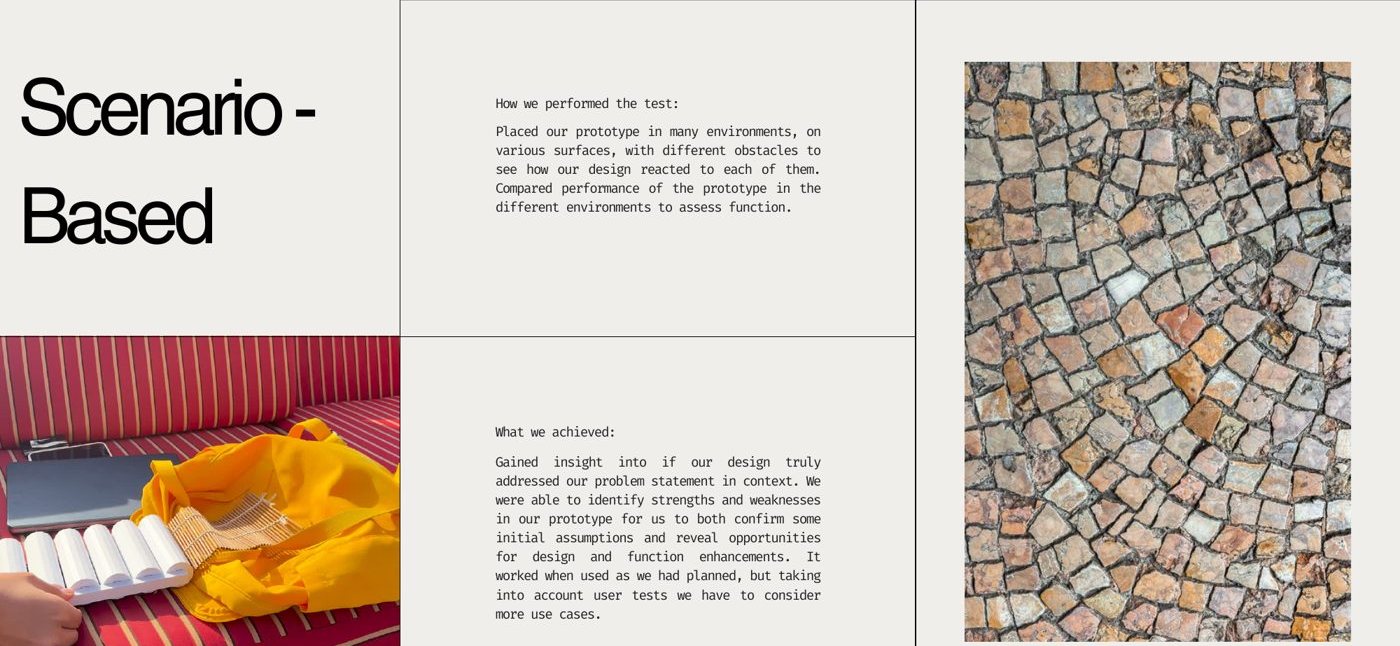 Scenario -
Based
How we performed the test:
Placed our prototype in many environments, on
various surfaces, with different obstacles to
see how our design reacted to each of them.
Compared performance of the prototype in the
different environments to assess function.
What we achieved:
Gained insight into if our design truly
addressed our problem statement in context. We
were able to identify strengths and weaknesses
in our prototype for us to both confirm some
initial assumptions and reveal opportunities
for design and function enhancements. It
worked when used as we had planned, but taking
into account user tests we have to consider
more use cases.